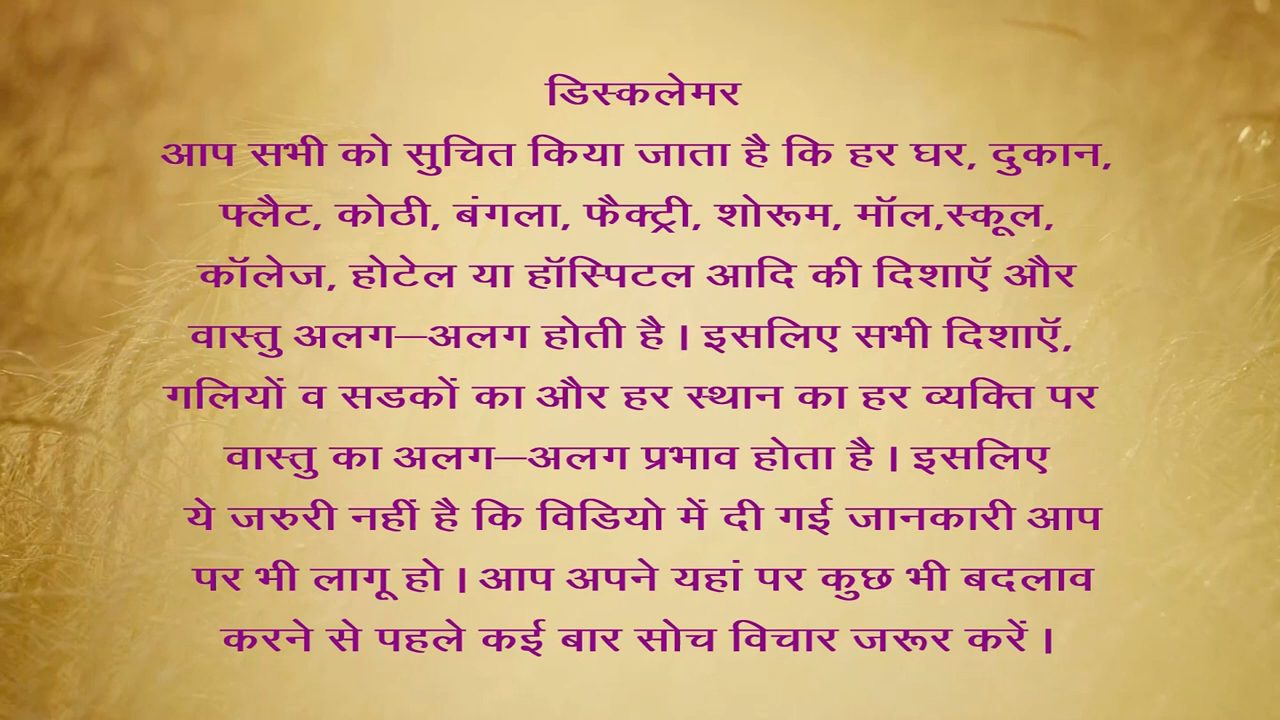 डिस्कलेमर
आप सभी को सुचित किया जाता है कि हर घर, दुकान,
फ्लैट, कोठी, बंगला, फैक्ट्री, शोरूम, मॉल,स्कूल,
कॉलेज, होटेल या हॉस्पिटल आदि की दिशाऍ और
वास्तु अलग–अलग होती है । इसलिए सभी दिशाऍ,
गलियों व सडकों का और हर स्थान का हर व्यक्ति पर
वास्तु का अलग–अलग प्रभाव होता है । इसलिए
ये जरुरी नहीं है कि विडियो में दी गई जानकारी आप
पर भी लागू हो । आप अपने यहां पर कुछ भी बदलाव
करने से पहले कई बार सोच विचार जरूर करें ।